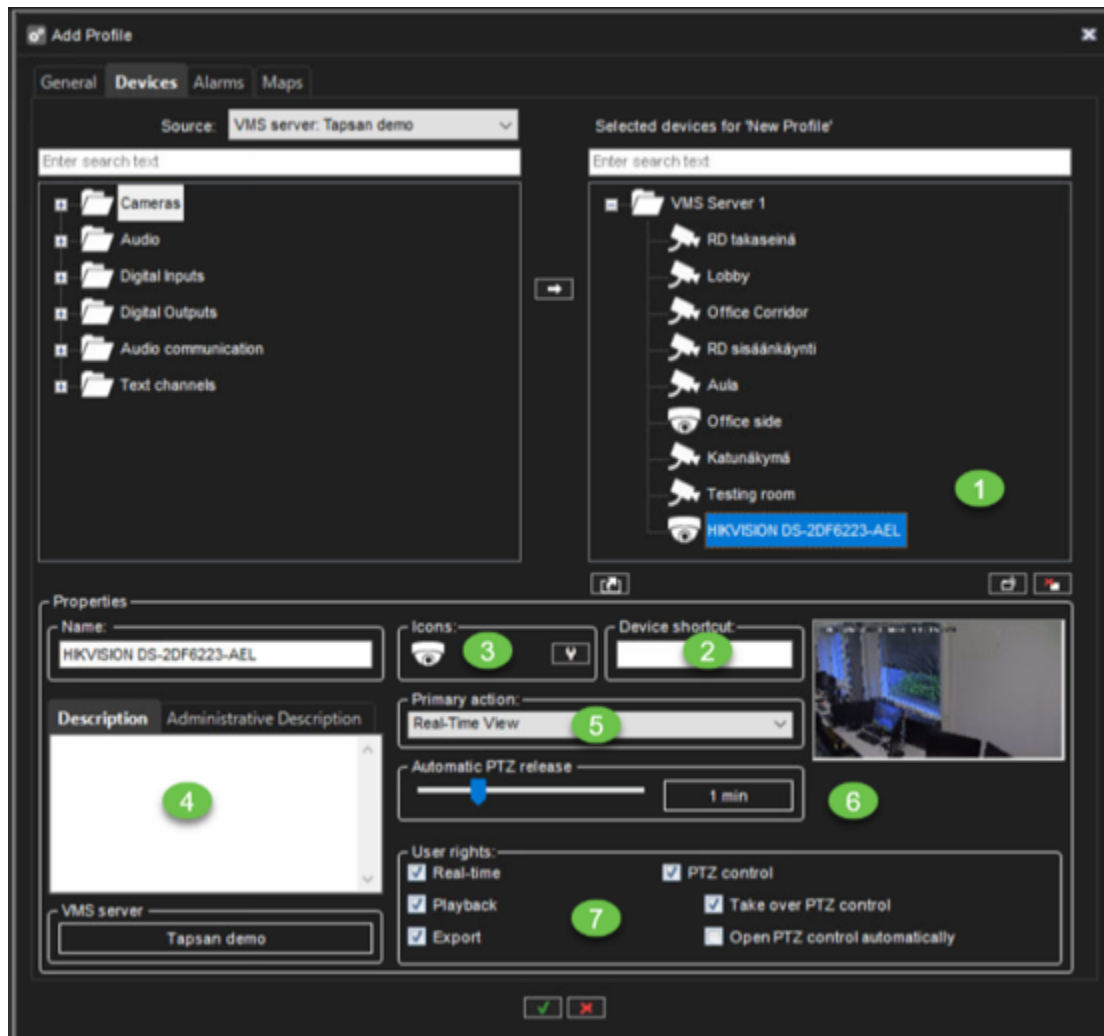 Add Profile
General Devices Alarms Maps
Source: VMS server: Tapsan demo
Selected devices for 'New Profile'
Enter search text
Enter search text
Cameras
Audio
Digital Inputs
Digital Outputs
Audio communication
Text channels
VMS Server 1
RD takaseinä
Lobby
Office Corridor
RD sisäänkäynti
Aula
Office side
Katunäkymä
Testing room
1
HIKVISION DS-2DF6223-AEL
Properties
Name:
HIKVISION DS-2DF6223-AEL
Icons:
3
Device shortcut:
2
Description Administrative Description
4
Primary action:
Real-Time View
5
Automatic PTZ release
1 min
6
VMS server
Tapsan demo
User rights:
Real-time
Playback
Export
7
PTZ control
Take over PTZ control
Open PTZ control automatically